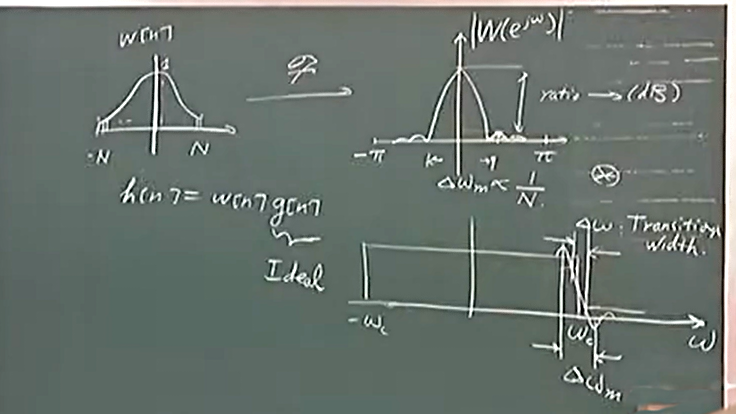 w[n]
1
-N N
ℱ
|W(e^{jω})|
ratio → (dB)
-π π
Δω_m ∝ 1/N.
⊛
h[n] = w[n] g[n]
Ideal
Δω : Transition
width.
-ω_c ω_c ω
Δω_m